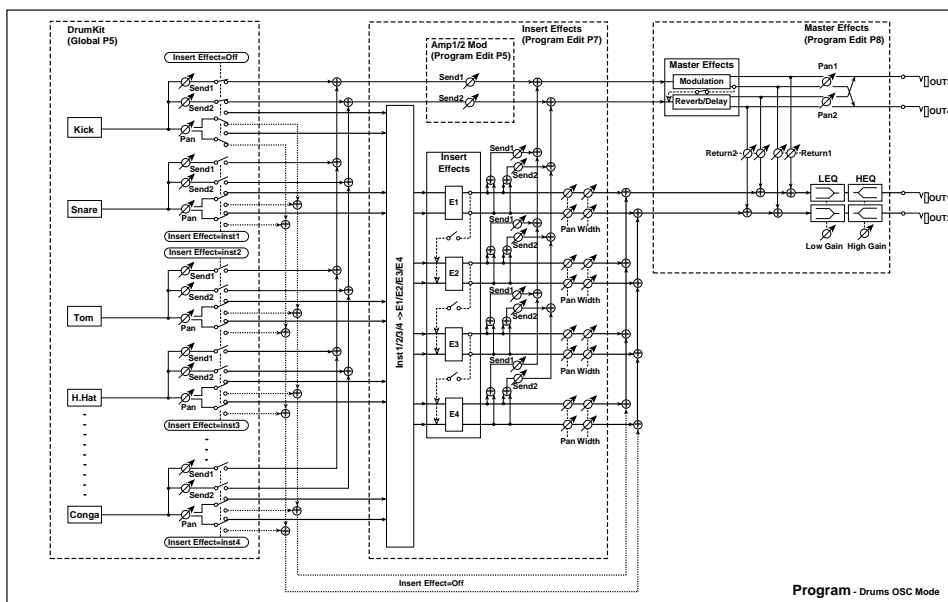 DrumKit
(Global P5)
Insert Effects
(Program Edit P7)
Master Effects
(Program Edit P8)
Amp1/2 Mod
(Program Edit P5)
Insert Effect=Off
Send1
Send2
Pan
Kick
Send1
Send2
Master Effects
Modulation
Reverb/Delay
Pan1
Pan2
Return2
Return1
Send1
Send2
Pan
Snare
Insert Effect=inst1
Insert
Effects
E1
Send1
Send2
Pan Width
LEQ
HEQ
Low Gain
High Gain
Insert Effect=inst2
Send1
Send2
Pan
Tom
Inst1/2/3/4 ->E1/E2/E3/E4
E2
Send1
Send2
Pan Width
Send1
Send2
Pan
H.Hat
Insert Effect=inst3
E3
Send1
Send2
Pan Width
E4
Send1
Send2
Pan Width
Send1
Send2
Pan
Conga
Insert Effect=inst4
Insert Effect=Off
Program - Drums OSC Mode